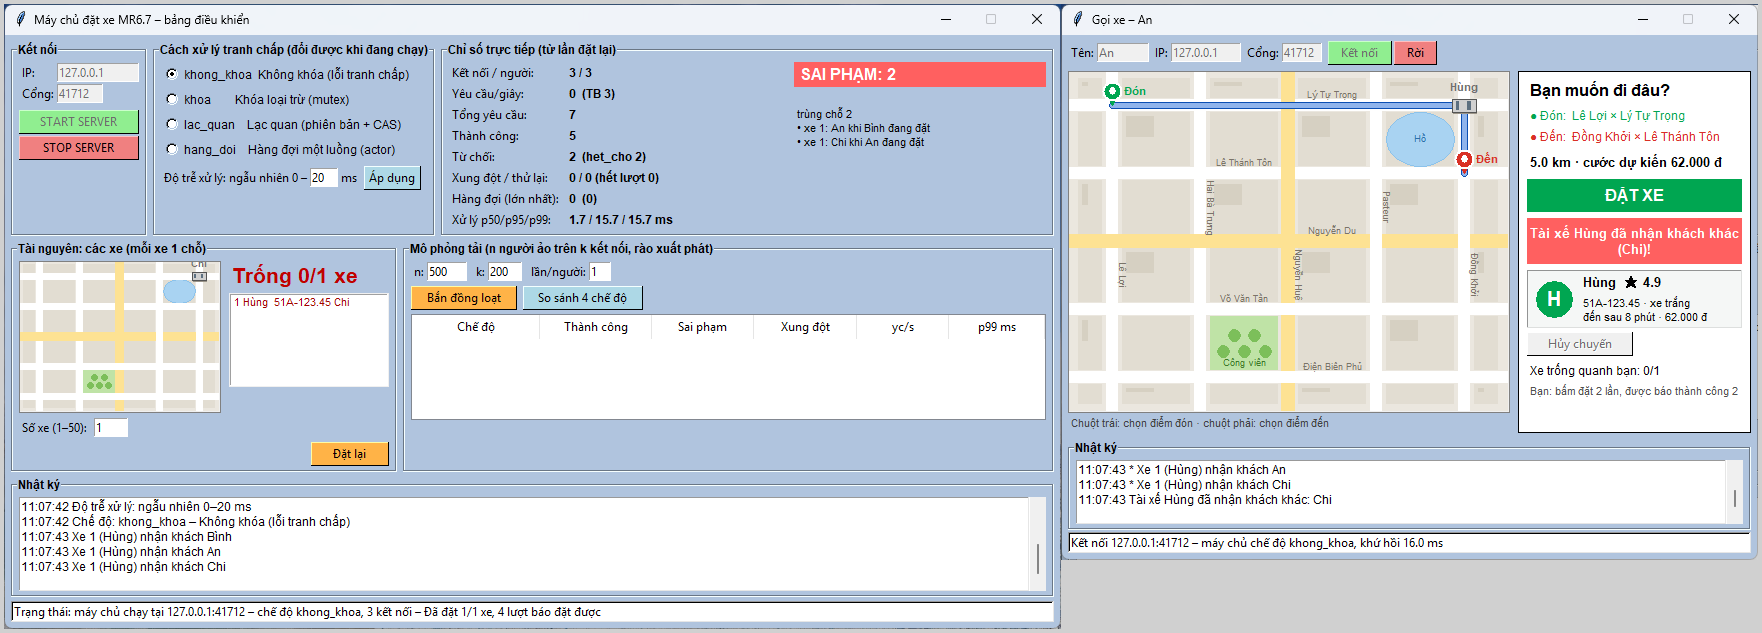 Máy chủ đặt xe MR6.7 – bảng điều khiển
Kết nối
IP: 127.0.0.1
Cổng: 41712
START SERVER
STOP SERVER
Cách xử lý tranh chấp (đổi được khi đang chạy)
khong_khoa Không khóa (lỗi tranh chấp)
khoa Khóa loại trừ (mutex)
lac_quan Lạc quan (phiên bản + CAS)
hang_doi Hàng đợi một luồng (actor)
Độ trễ xử lý: ngẫu nhiên 0 – 20 ms Áp dụng
Chỉ số trực tiếp (từ lần đặt lại)
Kết nối / người: 3 / 3
Yêu cầu/giây: 0 (TB 3)
Tổng yêu cầu: 7
Thành công: 5
Từ chối: 2 (het_cho 2)
Xung đột / thử lại: 0 / 0 (hết lượt 0)
Hàng đợi (lớn nhất): 0 (0)
Xử lý p50/p95/p99: 1.7 / 15.7 / 15.7 ms
SAI PHẠM: 2
trùng chỗ 2
• xe 1: An khi Bình đang đặt
• xe 1: Chi khi An đang đặt
Tài nguyên: các xe (mỗi xe 1 chỗ)
Chi
Trống 0/1 xe
1 Hùng 51A-123.45 Chi
Số xe (1–50): 1
Đặt lại
Mô phỏng tải (n người ảo trên k kết nối, rào xuất phát)
n: 500 k: 200 lần/người: 1
Bắn đồng loạt So sánh 4 chế độ
Chế độ Thành công Sai phạm Xung đột yc/s p99 ms
Nhật ký
11:07:42 Độ trễ xử lý: ngẫu nhiên 0–20 ms
11:07:42 Chế độ: khong_khoa – Không khóa (lỗi tranh chấp)
11:07:43 Xe 1 (Hùng) nhận khách Bình
11:07:43 Xe 1 (Hùng) nhận khách An
11:07:43 Xe 1 (Hùng) nhận khách Chi
Trạng thái: máy chủ chạy tại 127.0.0.1:41712 – chế độ khong_khoa, 3 kết nối – Đã đặt 1/1 xe, 4 lượt báo đặt được
Gọi xe – An
Tên: An IP: 127.0.0.1 Cổng: 41712 Kết nối Rời
Đón
Lý Tự Trọng
Hùng
Hồ
Đến
Lê Thánh Tôn
Hai Bà Trưng
Pasteur
Nguyễn Du
Lê Lợi
Nguyễn Huệ
Đồng Khởi
Võ Văn Tần
Công viên
Điện Biên Phủ
Chuột trái: chọn điểm đón · chuột phải: chọn điểm đến
Bạn muốn đi đâu?
● Đón: Lê Lợi × Lý Tự Trọng
● Đến: Đồng Khởi × Lê Thánh Tôn
5.0 km · cước dự kiến 62.000 đ
ĐẶT XE
Tài xế Hùng đã nhận khách khác
(Chi)!
H
Hùng ★ 4.9
51A-123.45 · xe trắng
đến sau 8 phút · 62.000 đ
Hủy chuyến
Xe trống quanh bạn: 0/1
Bạn: bấm đặt 2 lần, được báo thành công 2
Nhật ký
11:07:43 * Xe 1 (Hùng) nhận khách An
11:07:43 * Xe 1 (Hùng) nhận khách Chi
11:07:43 Tài xế Hùng đã nhận khách khác: Chi
Kết nối 127.0.0.1:41712 – máy chủ chế độ khong_khoa, khứ hồi 16.0 ms